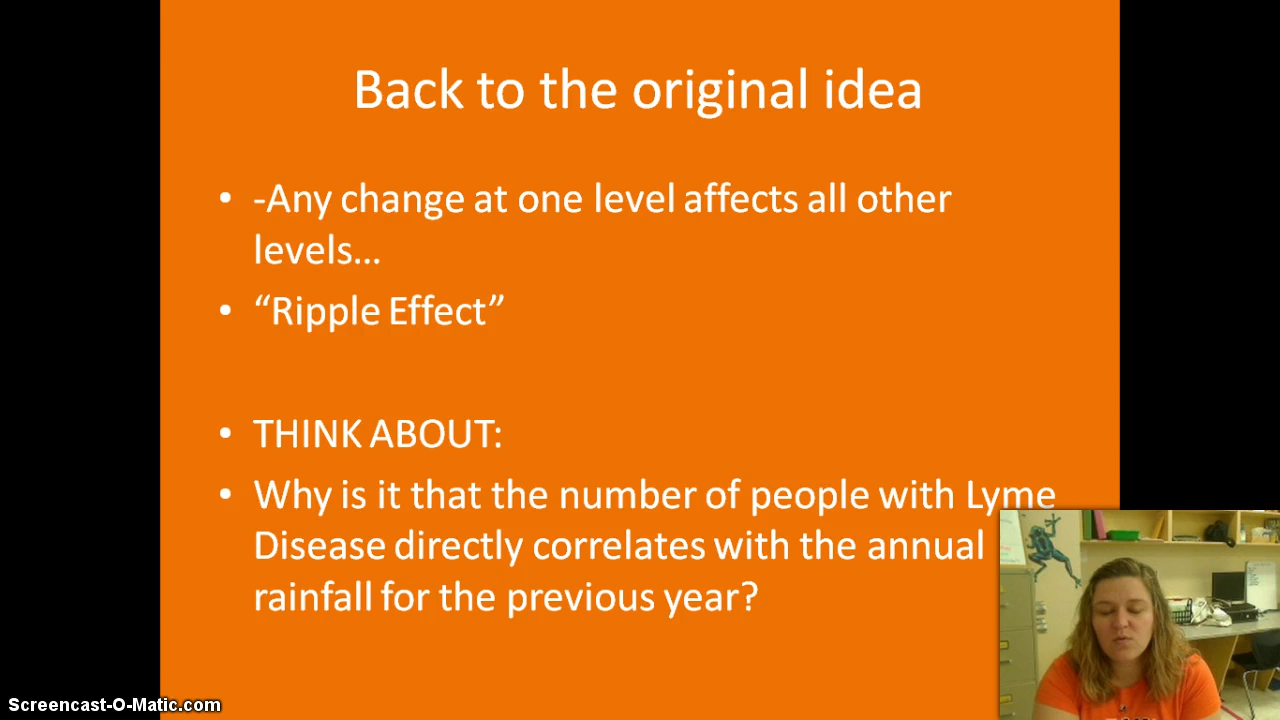 Back to the original idea
• -Any change at one level affects all other
levels…
• “Ripple Effect”
• THINK ABOUT:
• Why is it that the number of people with Lyme
Disease directly correlates with the annual
rainfall for the previous year?
Screencast-O-Matic.com